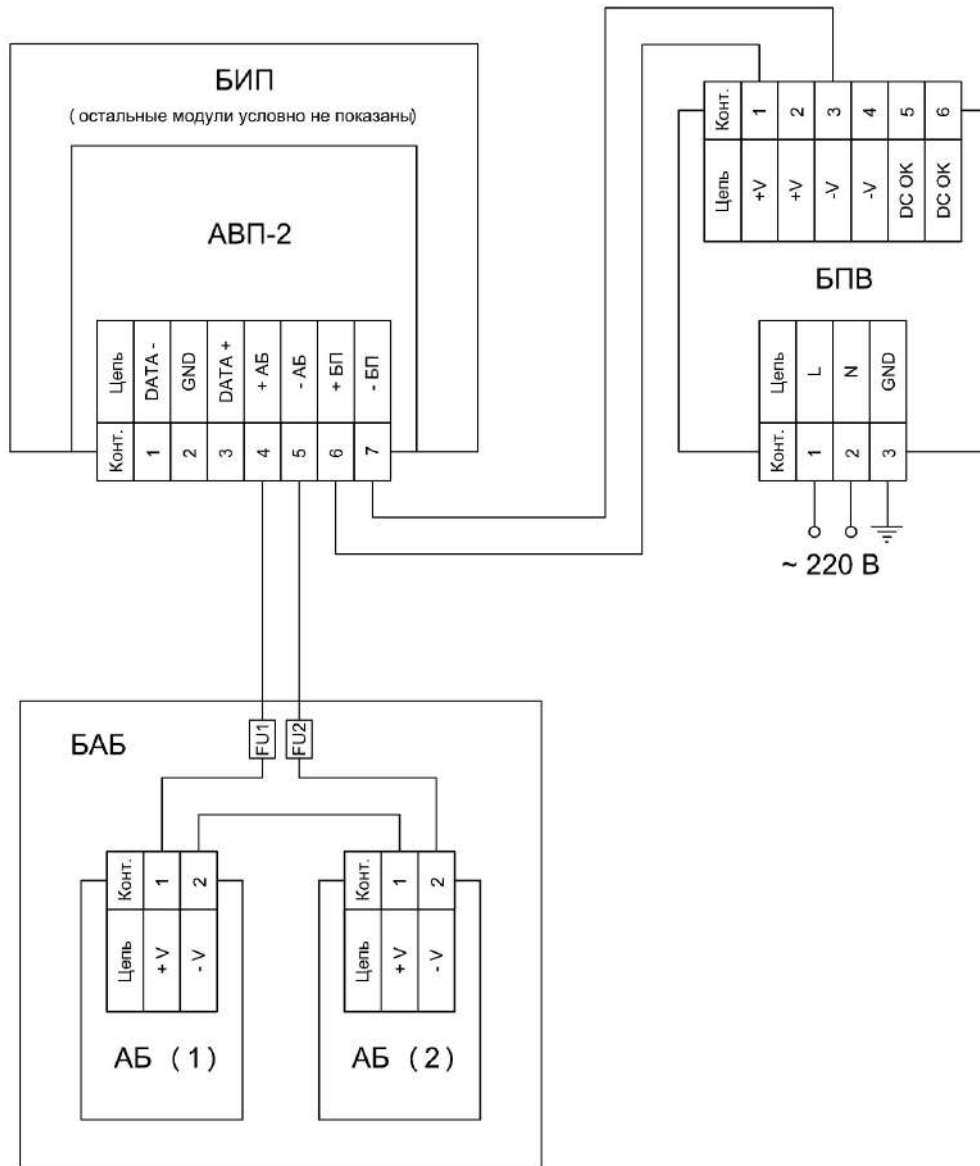 БИП
( остальные модули условно не показаны)
АВП-2
Цепь DATA - GND DATA + + АБ - АБ + БП - БП
Конт. 1 2 3 4 5 6 7
Конт. 1 2 3 4 5 6
Цепь +V +V -V -V DC OK DC OK
БПВ
Цепь L N GND
Конт. 1 2 3
~ 220 В
БАБ
FU1 FU2
Конт. 1 2
Цепь + V - V
АБ ( 1 )
Конт. 1 2
Цепь + V - V
АБ ( 2 )